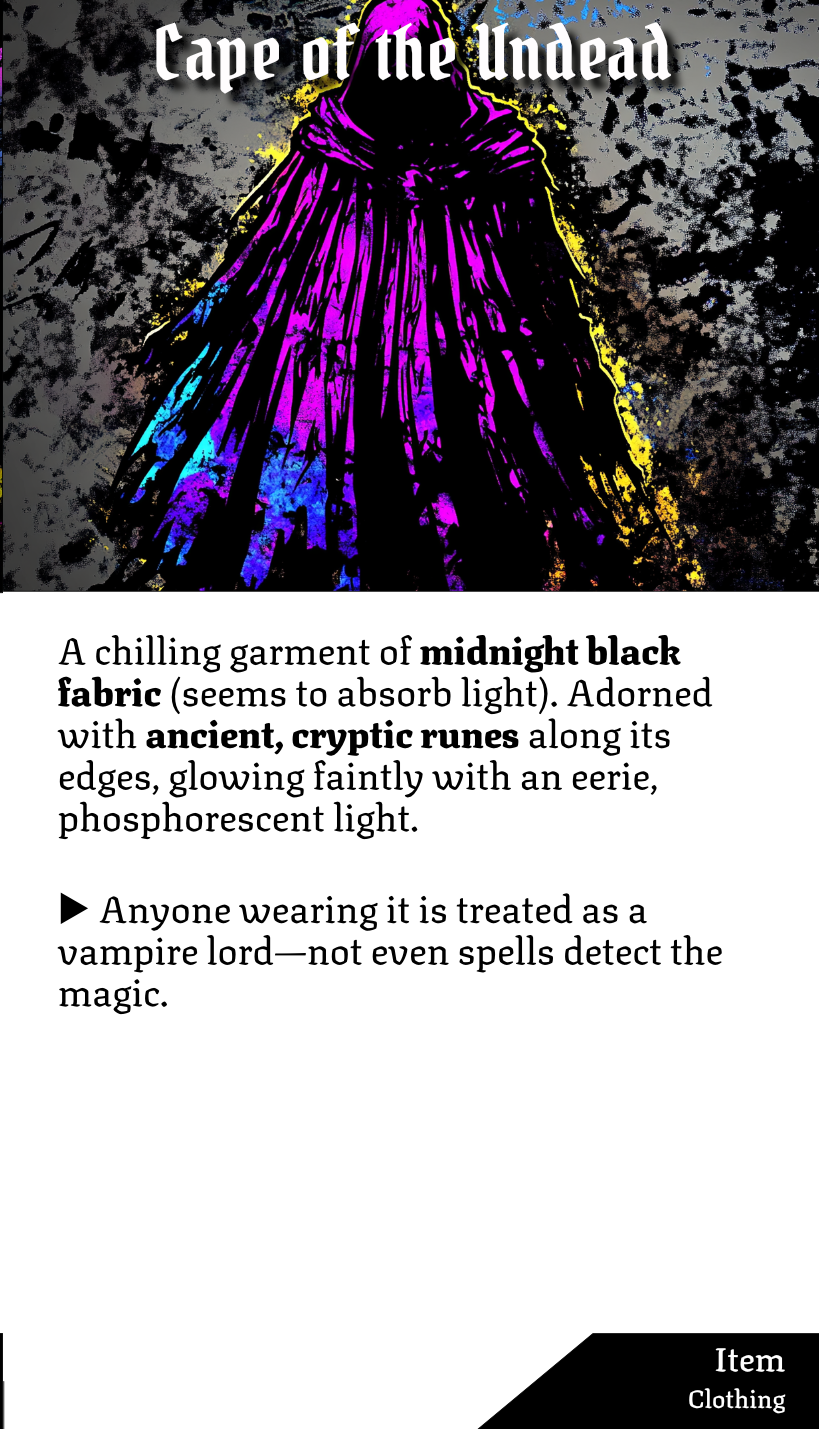 Cape of the Undead
A chilling garment of midnight black
fabric (seems to absorb light). Adorned
with ancient, cryptic runes along its
edges, glowing faintly with an eerie,
phosphorescent light.
▶ Anyone wearing it is treated as a
vampire lord—not even spells detect the
magic.
Item
Clothing